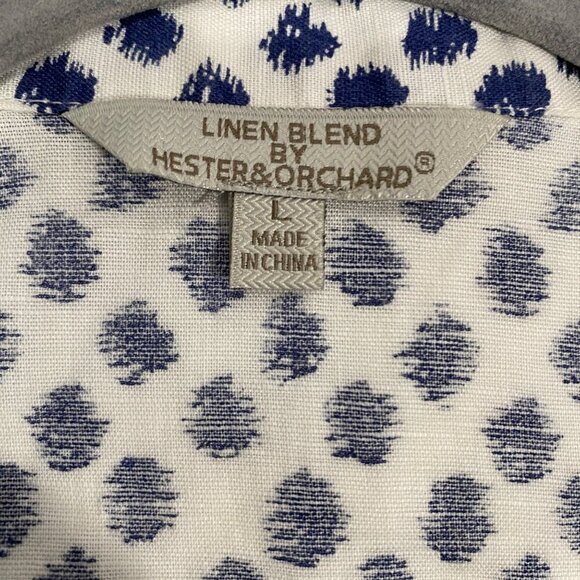 LINEN BLEND
BY
HESTER&ORCHARD®
L
MADE
IN CHINA